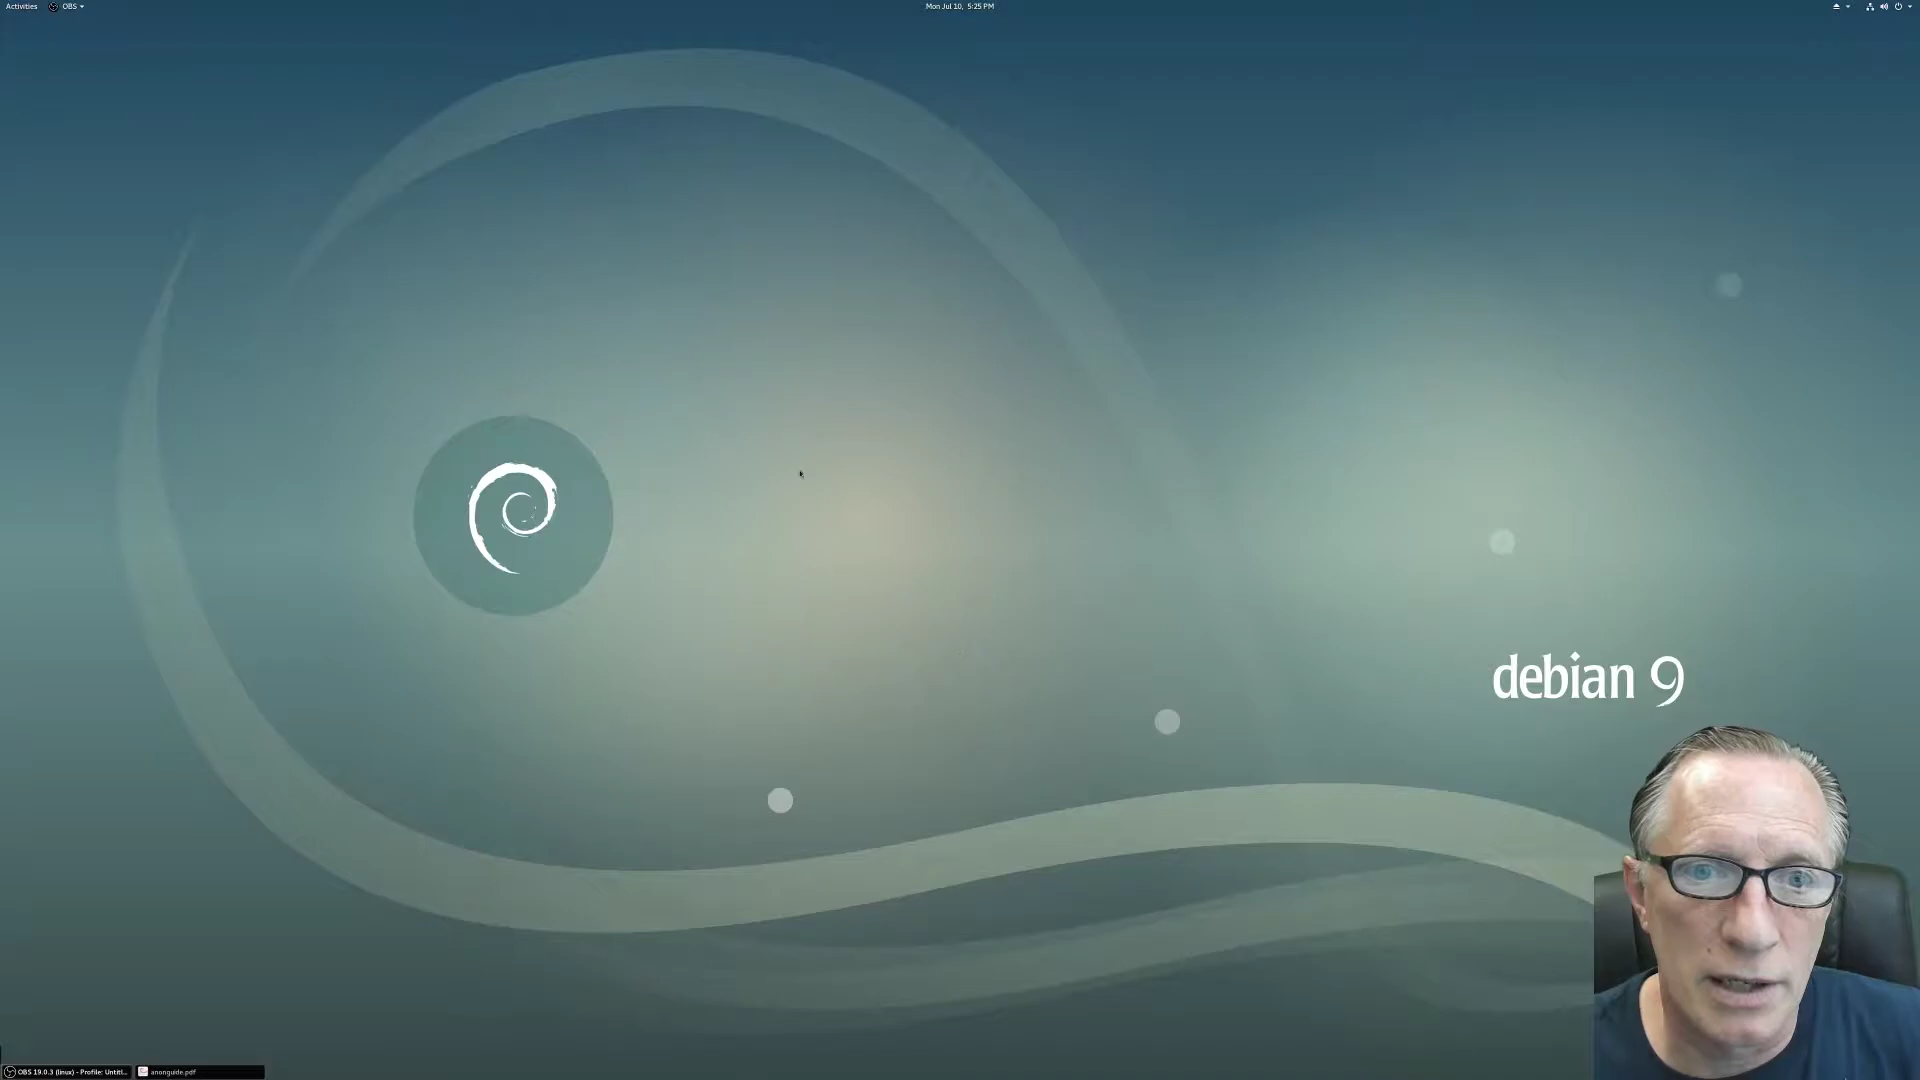 Activities OBS
Mon Jul 10, 5:25 PM
debian 9
OBS 19.0.3 (linux) - Profile: Untitl...
anonguide.pdf